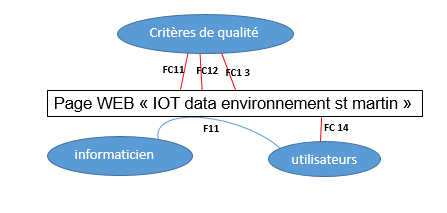 Critères de qualité
FC11 FC12 FC1 3
Page WEB « IOT data environnement st martin »
F11 FC 14
informaticien utilisateurs